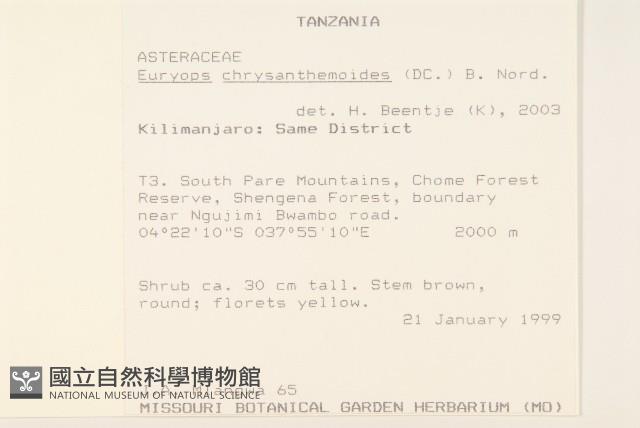 TANZANIA
ASTERACEAE
Euryops chrysanthemoides (DC.) B. Nord.
det. H. Beentje (K), 2003
Kilimanjaro: Same District
T3. South Pare Mountains, Chome Forest
Reserve, Shengena Forest, boundary
near Ngujimi Bwambo road.
04°22'10"S 037°55'10"E 2000 m
Shrub ca. 30 cm tall. Stem brown,
round; florets yellow.
21 January 1999
65
MISSOURI BOTANICAL GARDEN HERBARIUM (MO)
國立自然科學博物館
NATIONAL MUSEUM OF NATURAL SCIENCE